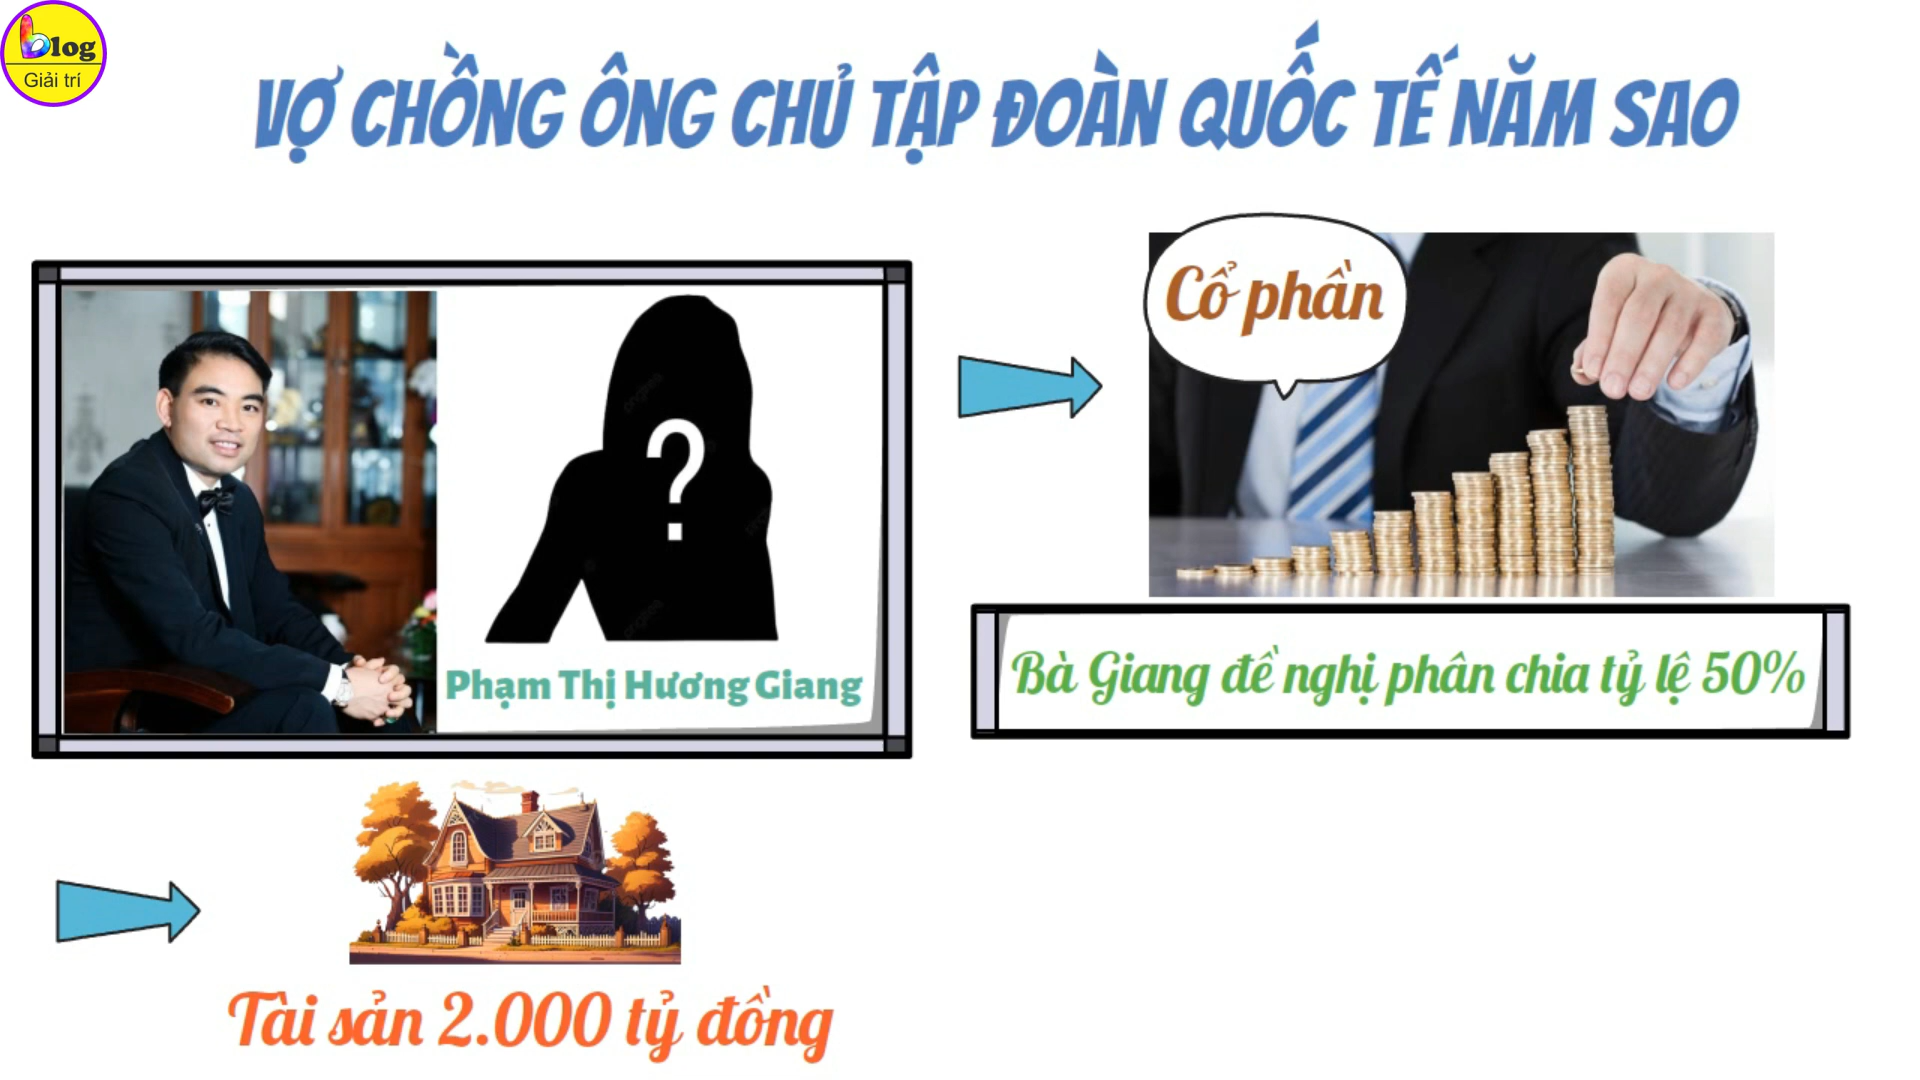 blog
Giải trí
VỢ CHỒNG ÔNG CHỦ TẬP ĐOÀN QUỐC TẾ NĂM SAO
Cổ phần
?
Phạm Thị Hương Giang
Bà Giang đề nghị phân chia tỷ lệ 50%
Tài sản 2.000 tỷ đồng